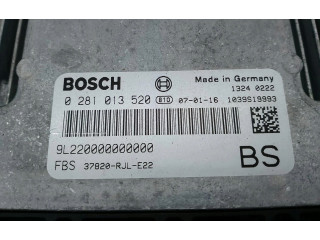 BOSCH Made in Germany
1324 0222
0 281 013 520 B10 07-01-16 1039S19993
9L220000000000
FBS 37820-RJL-E22 BS